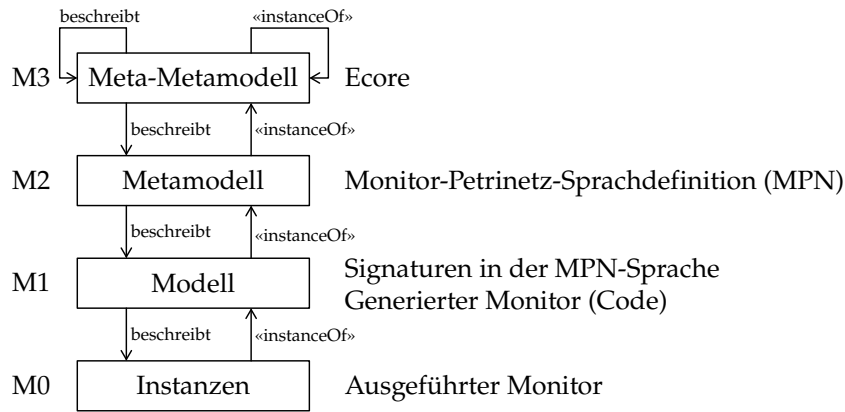 beschreibt «instanceOf»
M3 Meta-Metamodell Ecore
beschreibt «instanceOf»
M2 Metamodell Monitor-Petrinetz-Sprachdefinition (MPN)
beschreibt «instanceOf»
M1 Modell Signaturen in der MPN-Sprache
Generierter Monitor (Code)
beschreibt «instanceOf»
M0 Instanzen Ausgeführter Monitor